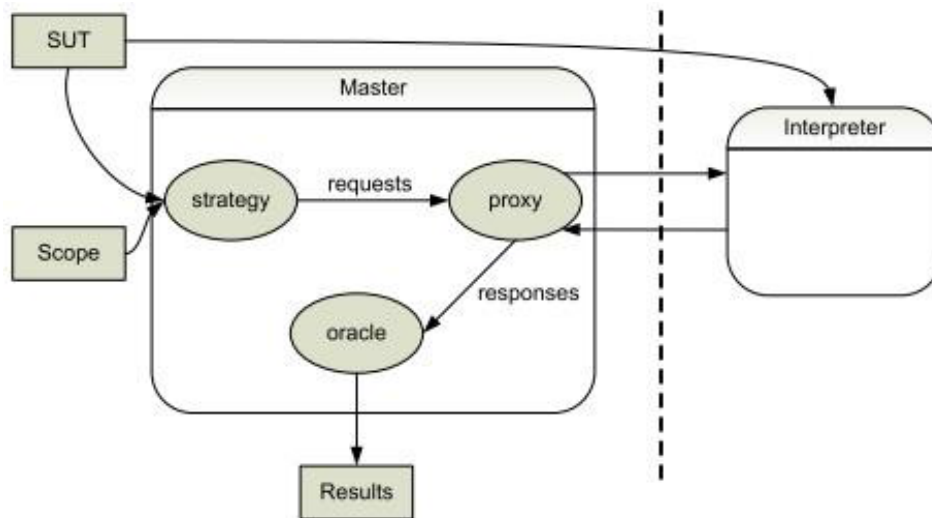 SUT
Master
Interpreter
strategy
requests
proxy
Scope
responses
oracle
Results